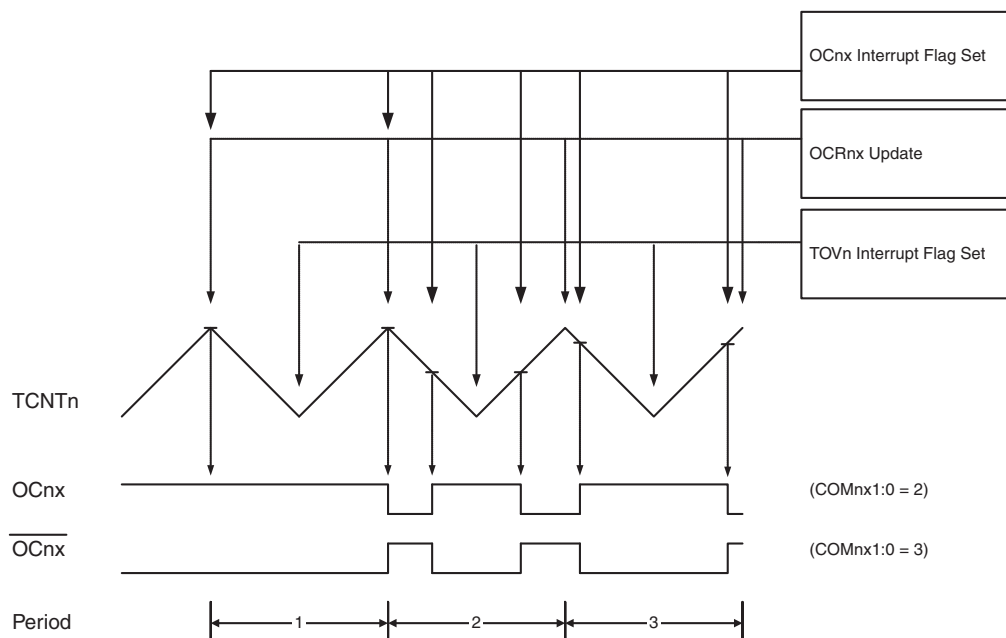 OCnx Interrupt Flag Set
OCRnx Update
TOVn Interrupt Flag Set
TCNTn
OCnx
(COMnx1:0 = 2)
OCnx
(COMnx1:0 = 3)
Period
1
2
3